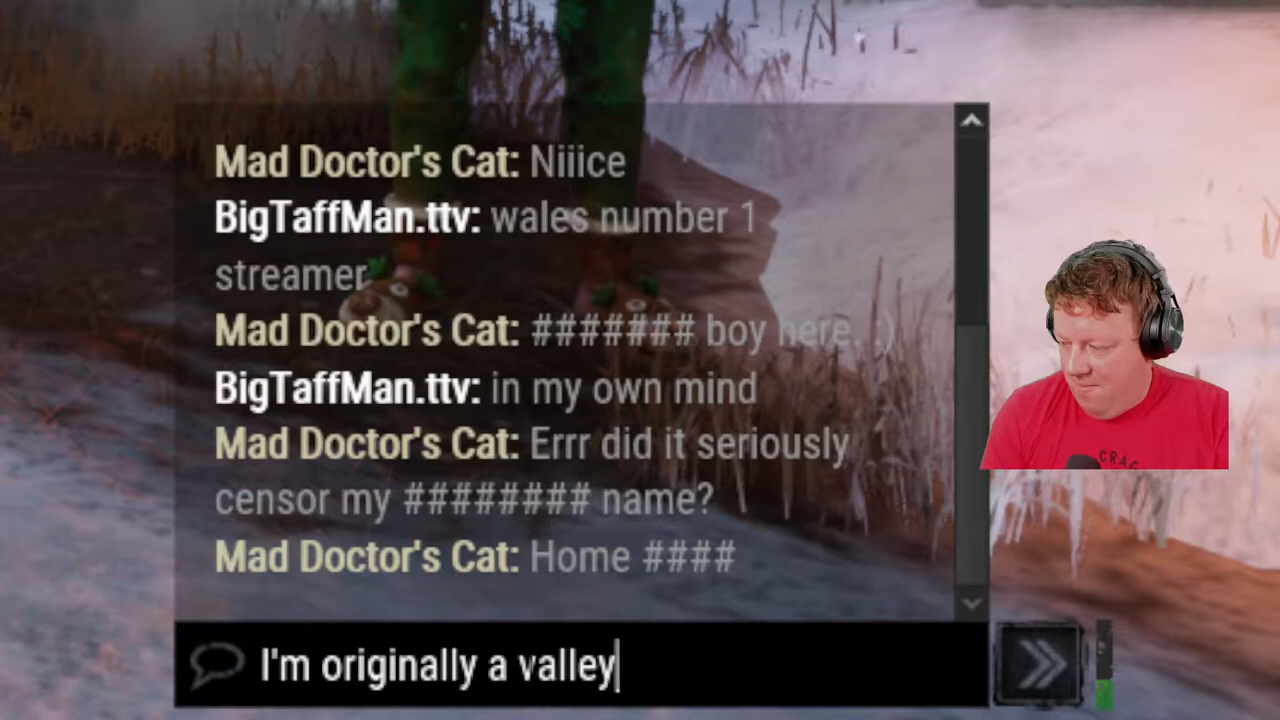 Mad Doctor's Cat: Niiice
BigTaffMan.ttv: wales number 1
streamer
Mad Doctor's Cat: ####### boy here. :)
BigTaffMan.ttv: in my own mind
Mad Doctor's Cat: Errr did it seriously
censor my ######## name?
Mad Doctor's Cat: Home ####
I'm originally a valley
CRAG